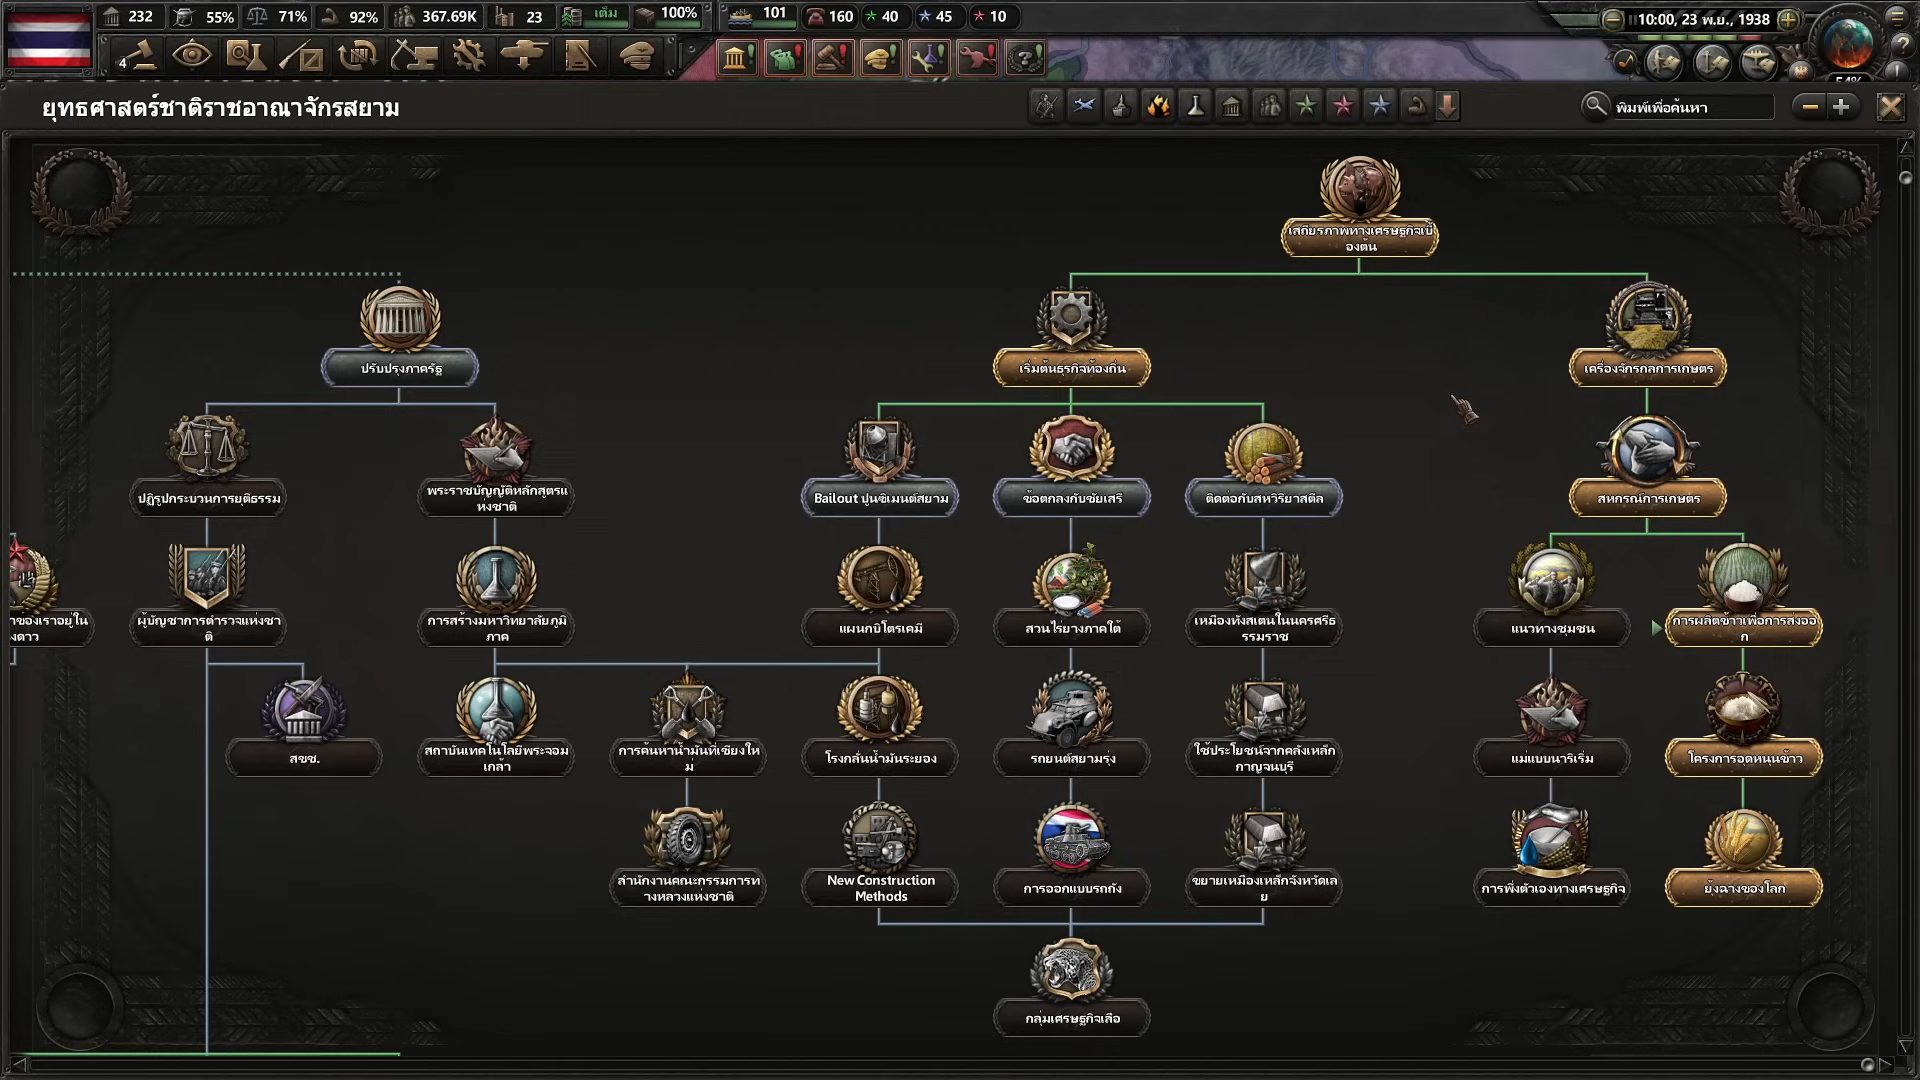 232
55%
71%
92%
367.69K
23
เต็ม
100%
101
160
40
45
10
10:00, 23 พ.ย., 1938
4
54%
ยุทธศาสตร์ชาติราชอาณาจักรสยาม
พิมพ์เพื่อค้นหา
เสถียรภาพทางเศรษฐกิจเบื้
องต้น
ปรับปรุงภาครัฐ
เริ่มต้นธุรกิจท้องถิ่น
เครื่องจักรกลการเกษตร
ปฏิรูปกระบวนการยุติธรรม
พระราชบัญญัติหลักสูตรแ
ห่งชาติ
Bailout ปูนซิเมนต์สยาม
ข้อตกลงกับชัยเสรี
ติดต่อกับสหวิริยาสตีล
สหกรณ์การเกษตร
าของเราอยู่ใน
งดาว
ผู้บัญชาการตำรวจแห่งชา
ติ
การสร้างมหาวิทยาลัยภูมิ
ภาค
แผนกปิโตรเคมี
สวนไร่ยางภาคใต้
เหมืองทังสเตนในนครศรีธ
รรมราช
แนวทางชุมชน
การผลิตข้าวเพื่อการส่งออ
ก
สขช.
สถาบันเทคโนโลยีพระจอม
เกล้า
การค้นหาน้ำมันที่เชียงให
ม่
โรงกลั่นน้ำมันระยอง
รถยนต์สยามรุ่ง
ใช้ประโยชน์จากคลังเหล็ก
กาญจนบุรี
แม่แบบนาริเริ่ม
โครงการอุดหนุนข้าว
สำนักงานคณะกรรมการท
างหลวงแห่งชาติ
New Construction
Methods
การออกแบบรถถัง
ขยายเหมืองเหล็กจังหวัดเล
ย
การพึ่งตัวเองทางเศรษฐกิจ
ยุ้งฉางของโลก
กลุ่มเศรษฐกิจเสือ